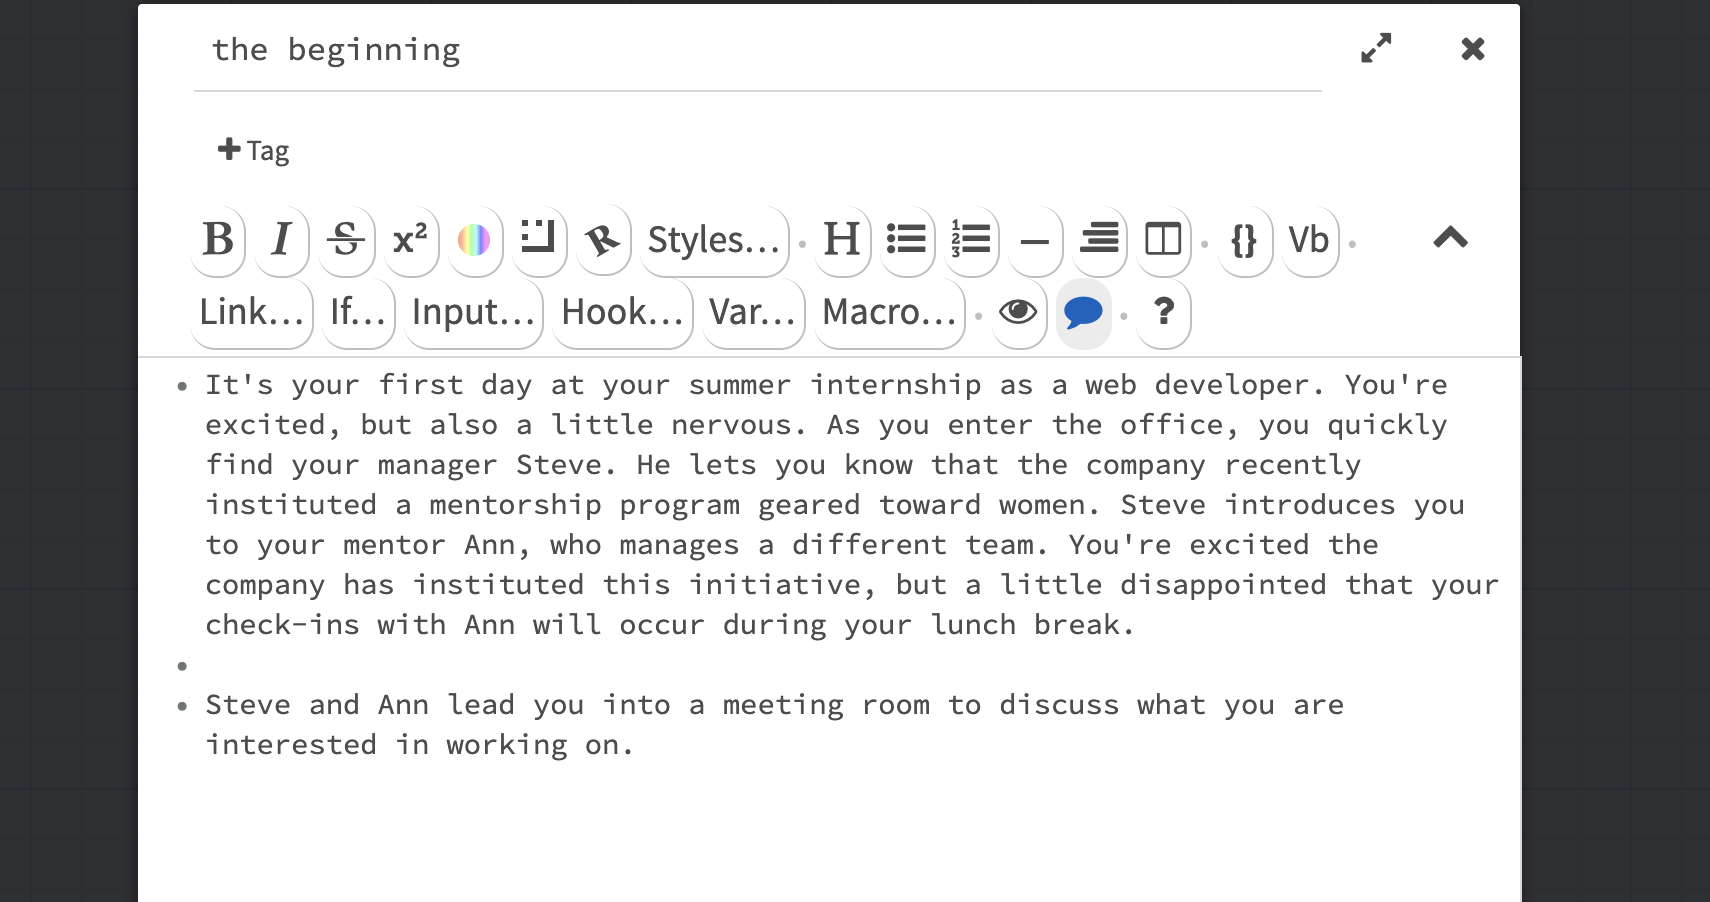 the beginning
+ Tag
B I S x² R Styles… H 1 2 3 — {} Vb
Link… If… Input… Hook… Var… Macro… ?
• It's your first day at your summer internship as a web developer. You're
excited, but also a little nervous. As you enter the office, you quickly
find your manager Steve. He lets you know that the company recently
instituted a mentorship program geared toward women. Steve introduces you
to your mentor Ann, who manages a different team. You're excited the
company has instituted this initiative, but a little disappointed that your
check-ins with Ann will occur during your lunch break.
•
• Steve and Ann lead you into a meeting room to discuss what you are
interested in working on.